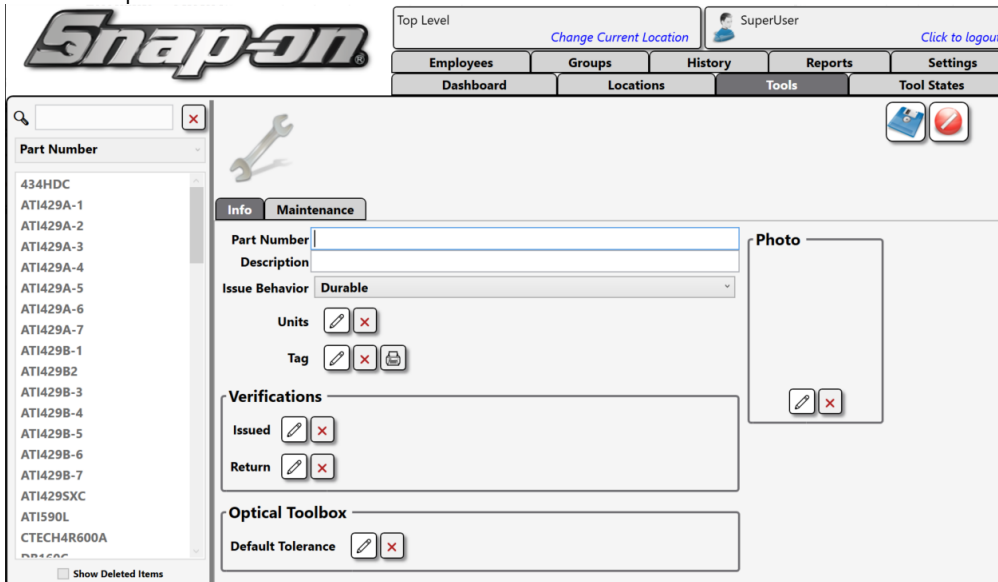 Snap-on®
Top Level
Change Current Location
SuperUser
Click to logout
Employees Groups History Reports Settings
Dashboard Locations Tools Tool States
Part Number
434HDC
ATI429A-1
ATI429A-2
ATI429A-3
ATI429A-4
ATI429A-5
ATI429A-6
ATI429A-7
ATI429B-1
ATI429B2
ATI429B-3
ATI429B-4
ATI429B-5
ATI429B-6
ATI429B-7
ATI429SXC
ATI590L
CTECH4R600A
Show Deleted Items
Info Maintenance
Part Number
Description
Issue Behavior Durable
Units
Tag
Verifications
Issued
Return
Optical Toolbox
Default Tolerance
Photo